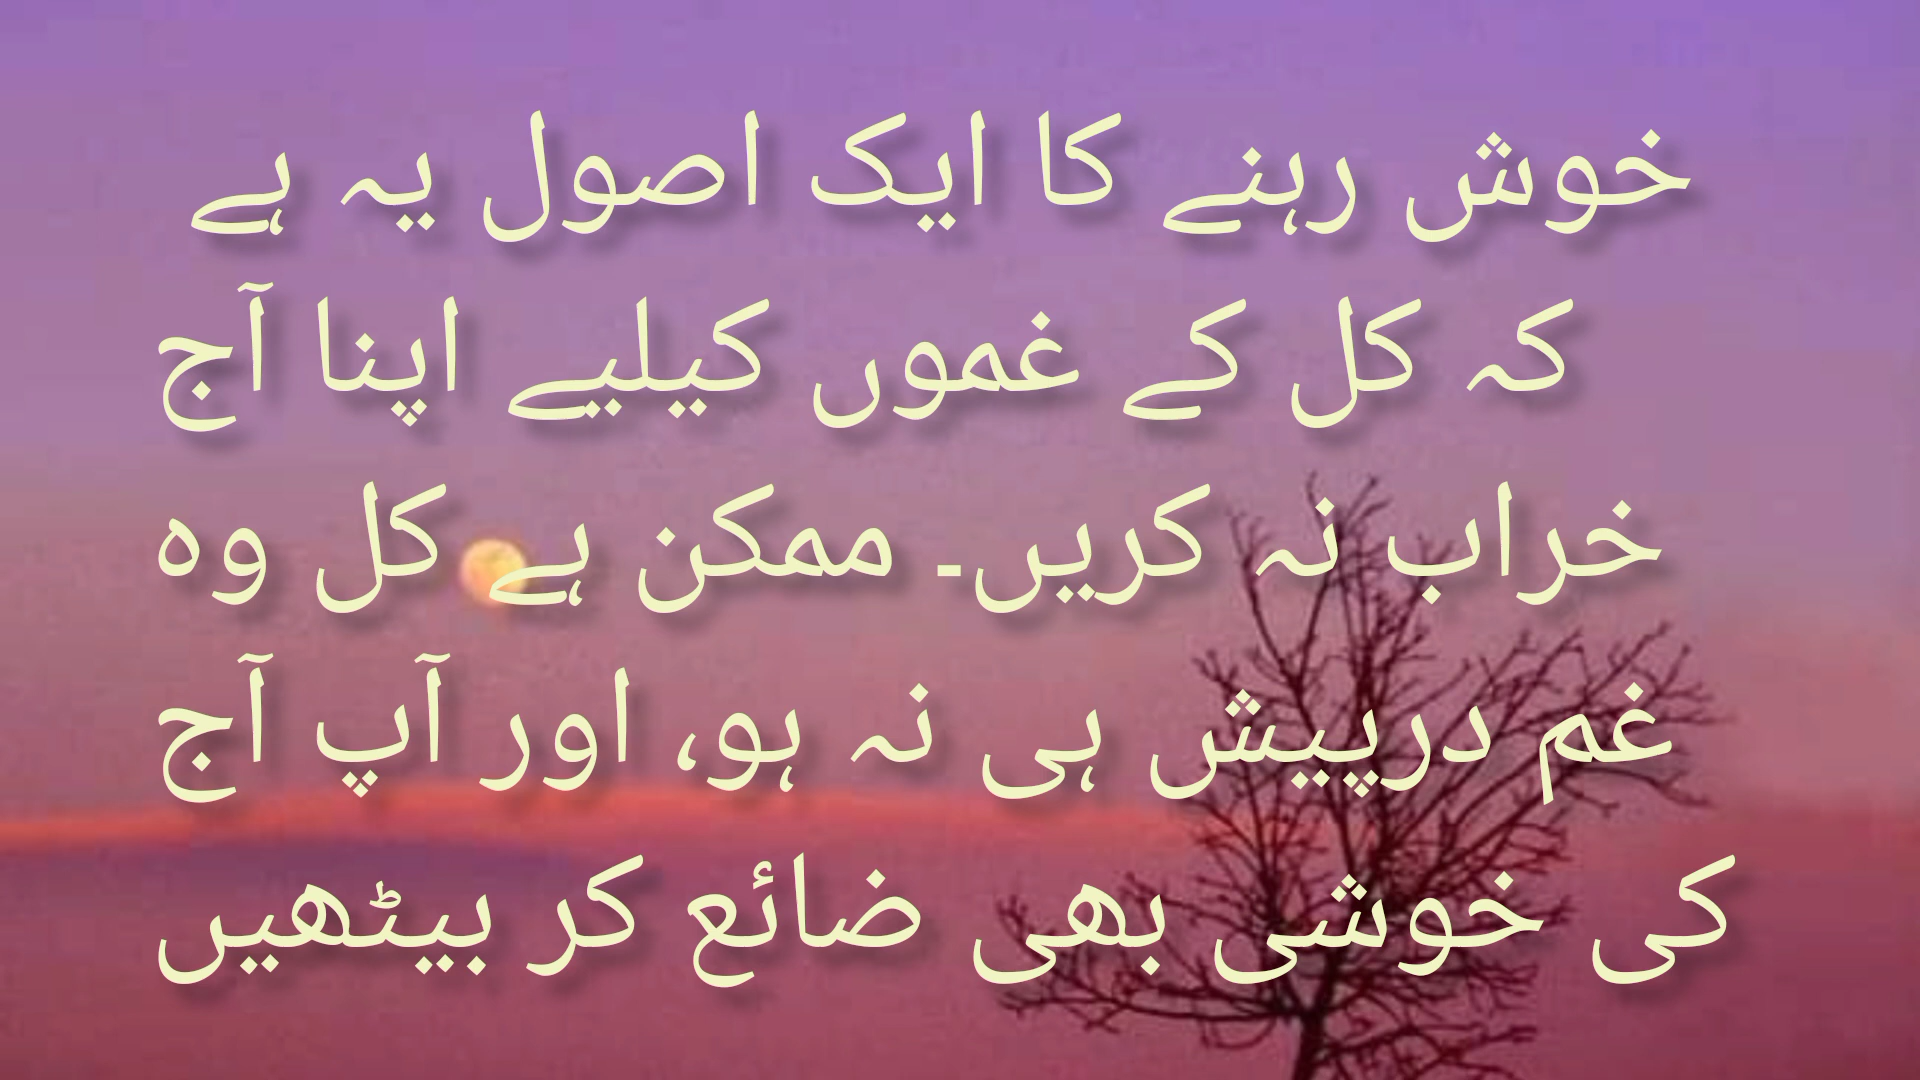 خوش رہنے کا ایک اصول یہ ہے
کہ کل کے غموں کیلیے اپنا آج
خراب نہ کریں۔ ممکن ہے کل وہ
غم درپیش ہی نہ ہو، اور آپ آج
کی خوشی بھی ضائع کر بیٹھیں